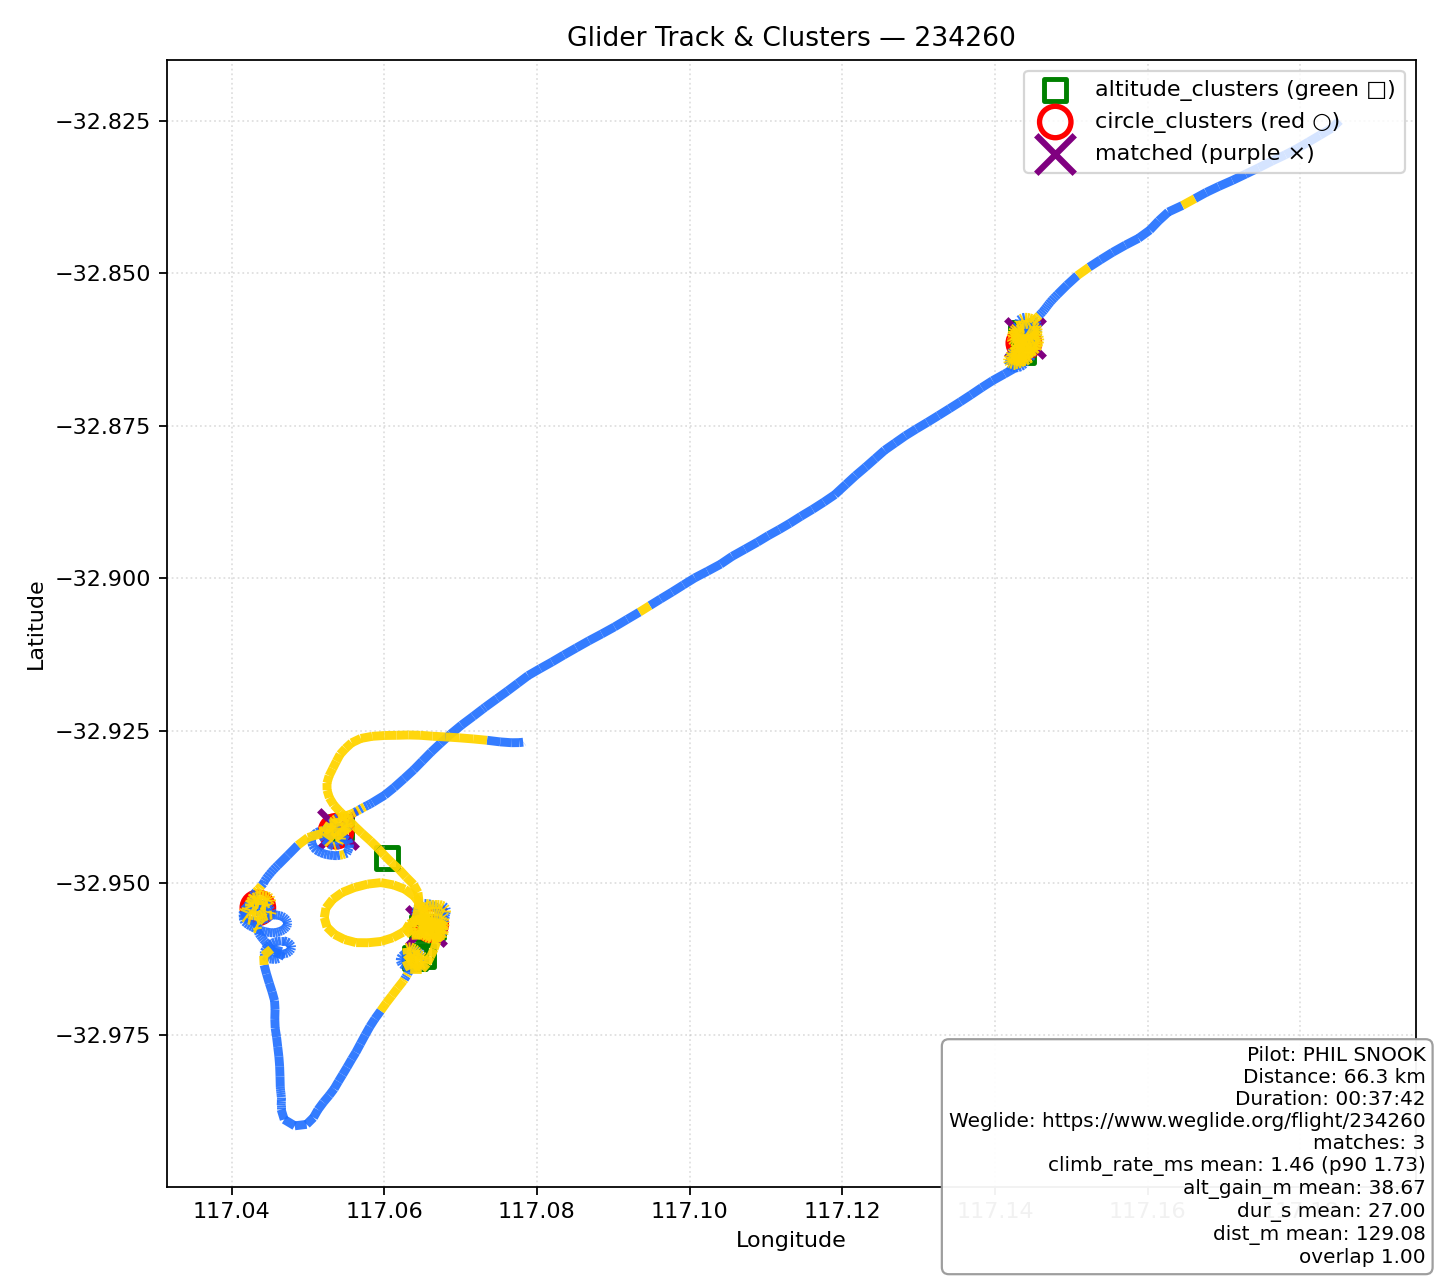 Glider Track & Clusters — 234260
altitude_clusters (green □)
circle_clusters (red ○)
matched (purple ×)
−32.825
−32.850
−32.875
−32.900
−32.925
−32.950
−32.975
Latitude
117.04
117.06
117.08
117.10
117.12
117.14
117.16
Longitude
Pilot: PHIL SNOOK
Distance: 66.3 km
Duration: 00:37:42
Weglide: https://www.weglide.org/flight/234260
matches: 3
climb_rate_ms mean: 1.46 (p90 1.73)
alt_gain_m mean: 38.67
dur_s mean: 27.00
dist_m mean: 129.08
overlap 1.00